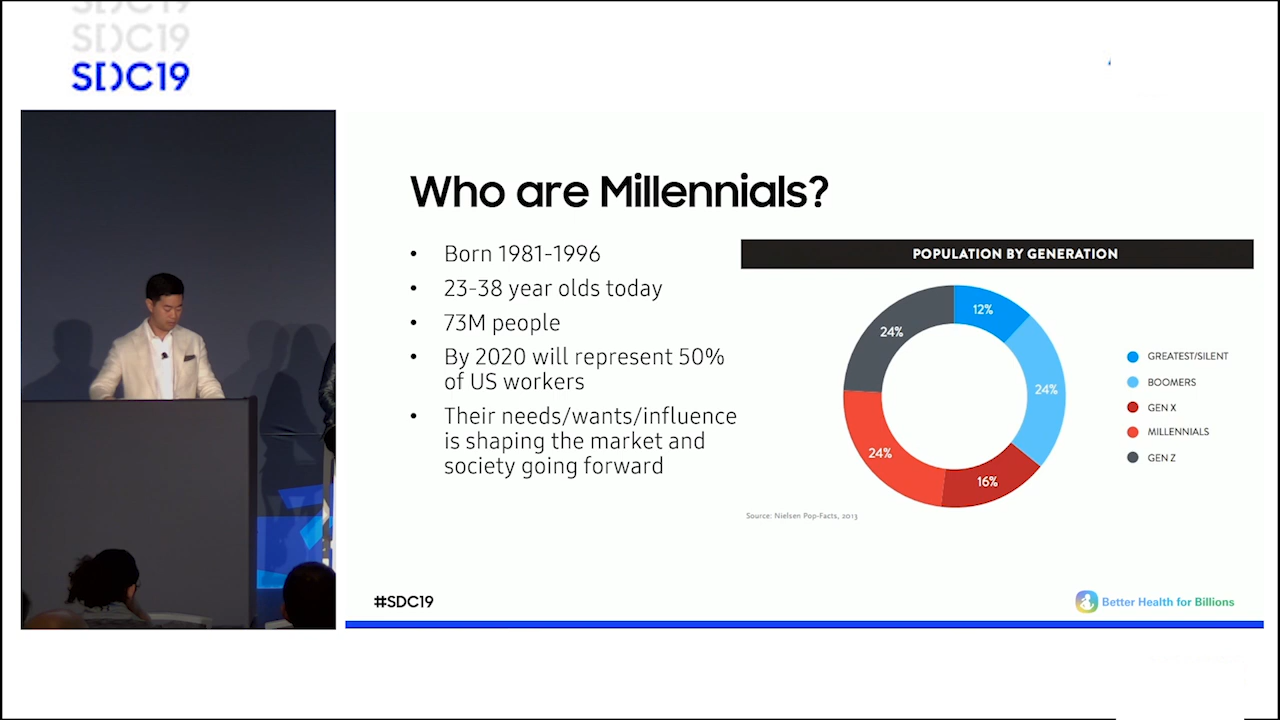 SDC19
SDC19
Who are Millennials?
• Born 1981-1996
• 23-38 year olds today
• 73M people
• By 2020 will represent 50%
of US workers
• Their needs/wants/influence
is shaping the market and
society going forward
POPULATION BY GENERATION
12%
24%
24%
24%
16%
GREATEST/SILENT
BOOMERS
GEN X
MILLENNIALS
GEN Z
Source: Nielsen Pop-Facts, 2013
#SDC19
Better Health for Billions